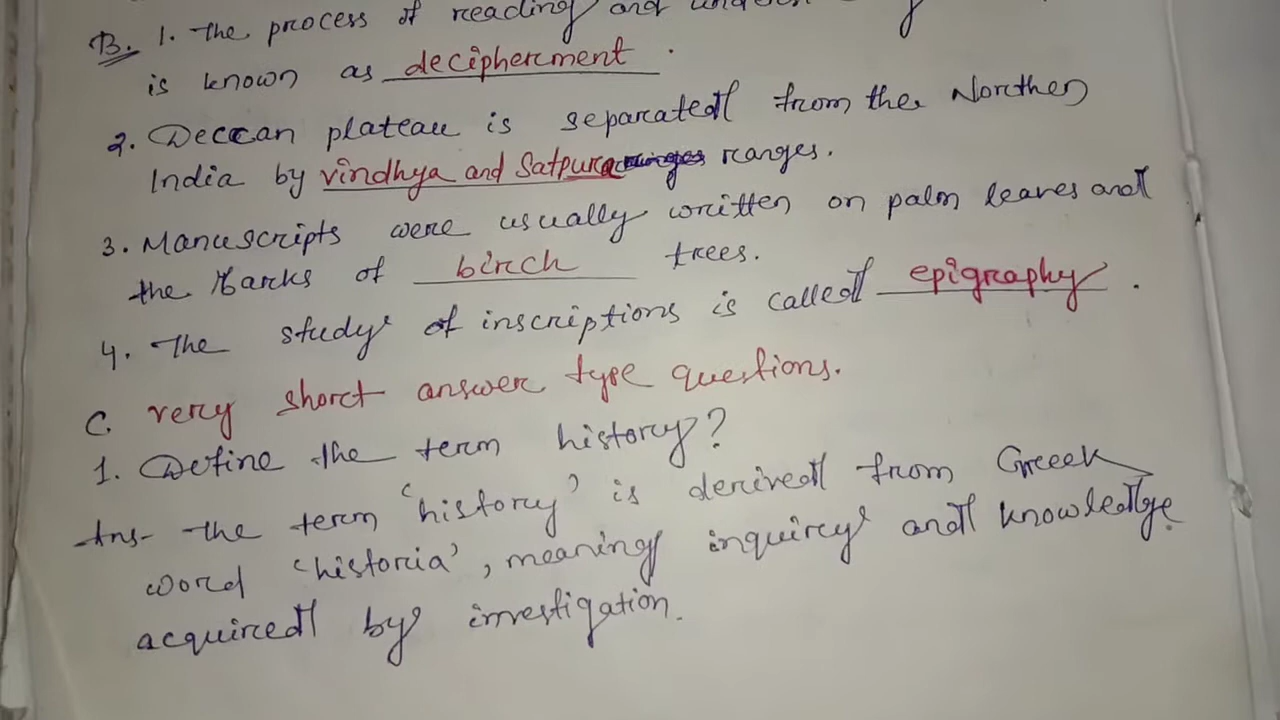 B. 1. The process of reading and
is known as decipherment.
2. Deccan plateau is separated from the Northen
India by vindhya and Satpura ranges.
3. Manuscripts were usually written on palm leaves and
the barks of birch trees.
4. The study of inscriptions is called epigraphy.
C. very short answer type questions.
1. Define the term history?
Ans- The term 'history' is derived from Greek
word 'historia', meaning inquiry and knowledge
acquired by investigation.